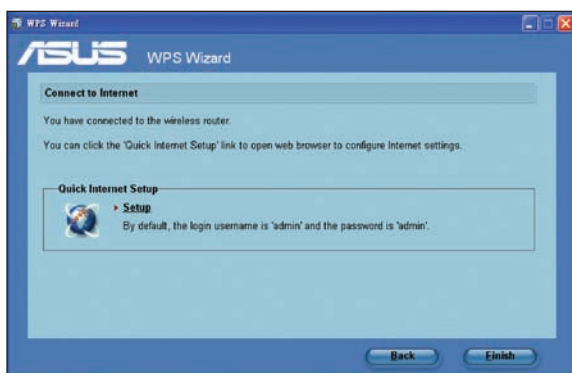 WPS Wizard
ASUS WPS Wizard
Connect to Internet
You have connected to the wireless router.
You can click the 'Quick Internet Setup' link to open web browser to configure Internet settings.
Quick Internet Setup
Setup
By default, the login username is 'admin' and the password is 'admin'.
Back Finish